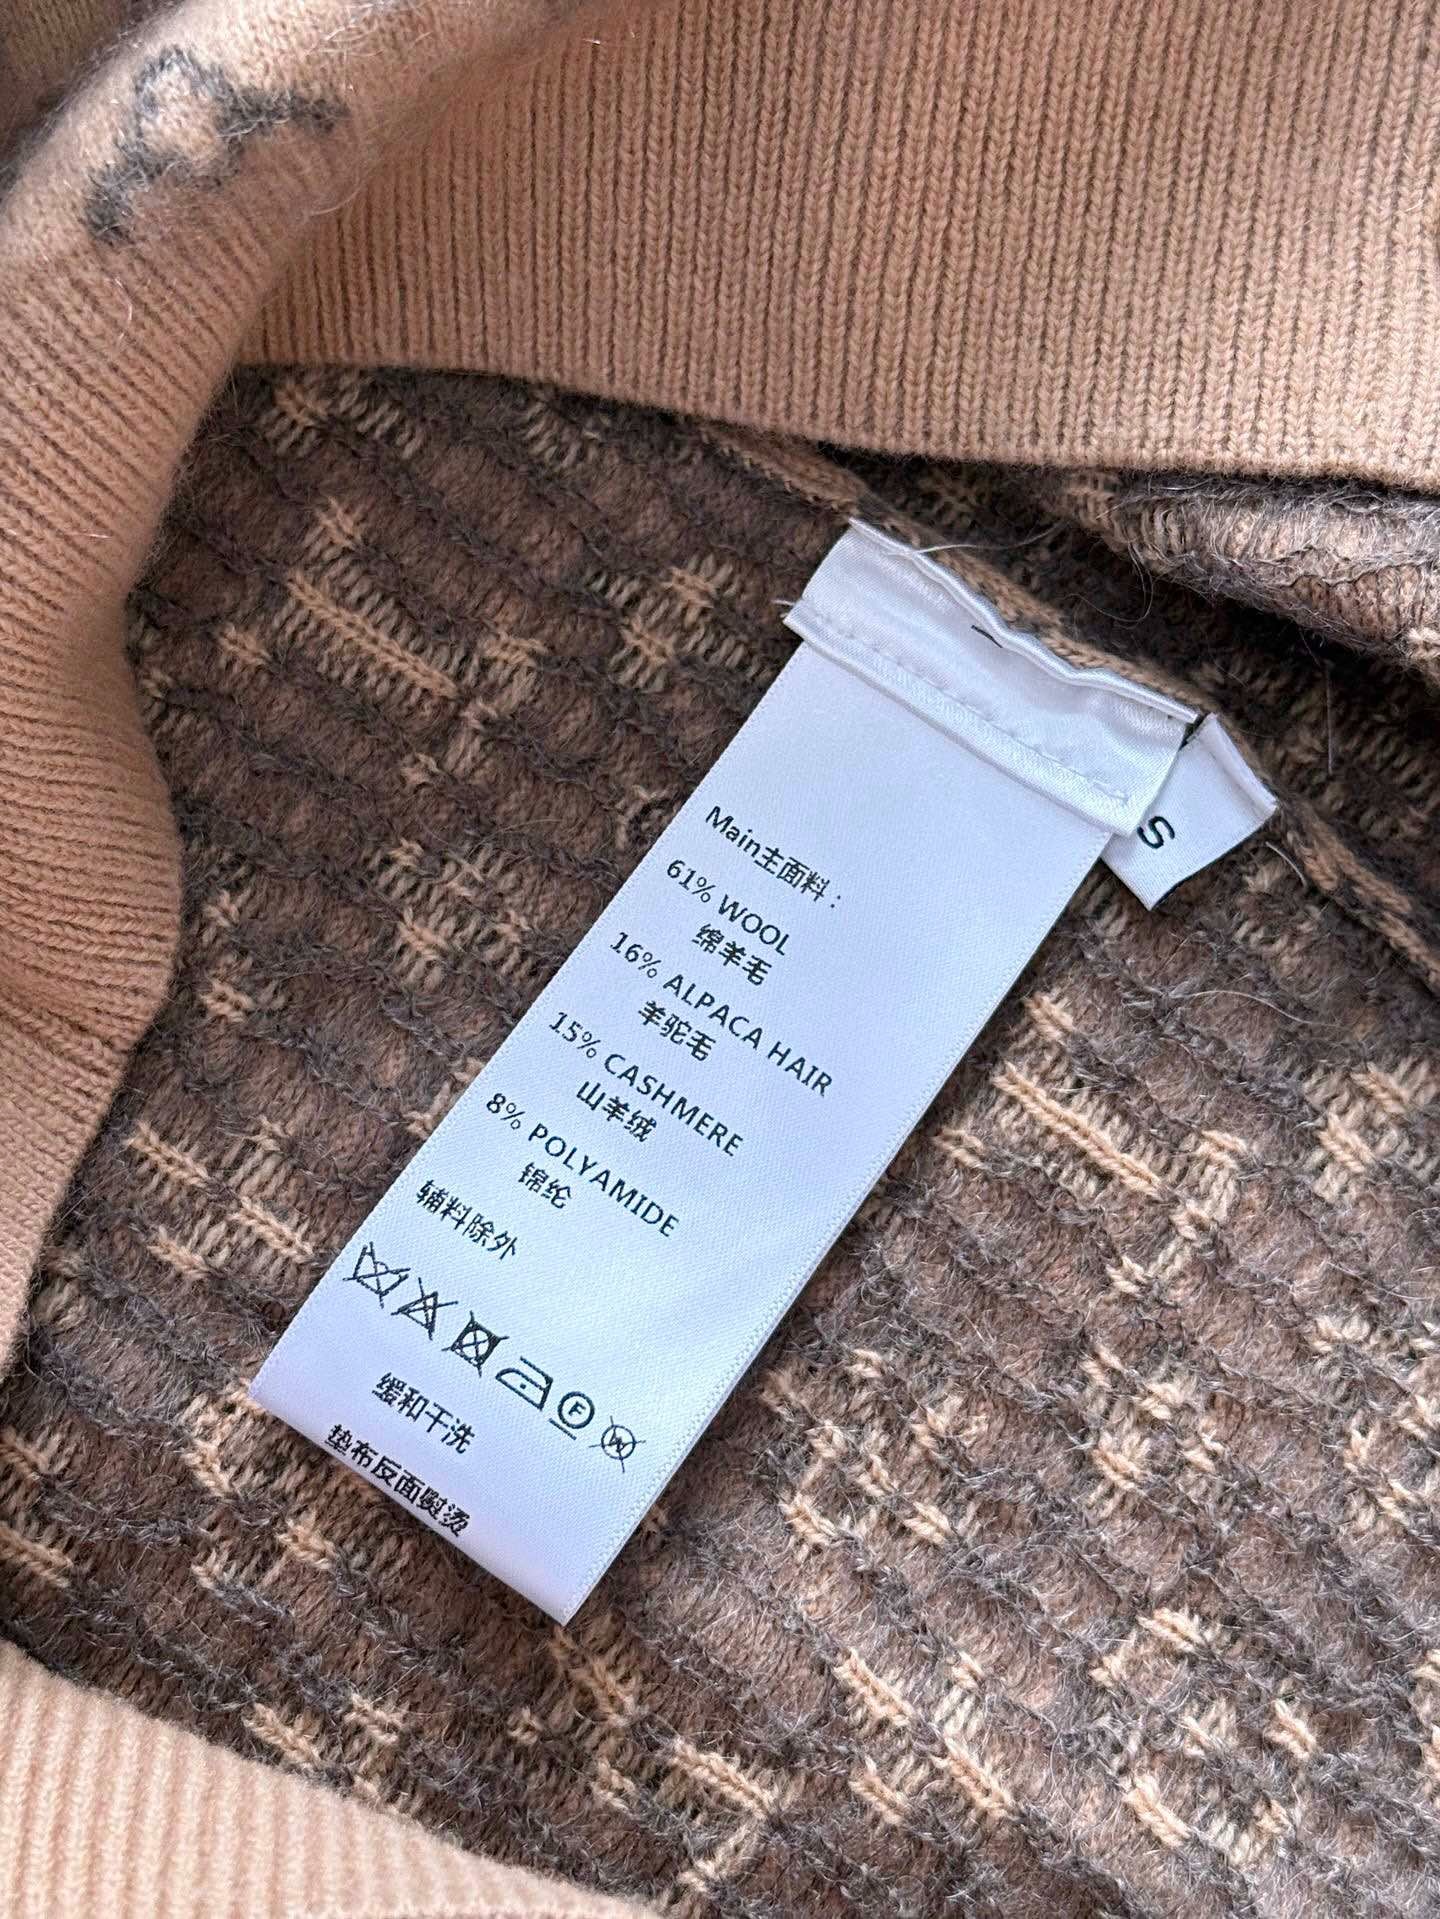 Main主面料：
61% WOOL
绵羊毛
16% ALPACA HAIR
羊驼毛
15% CASHMERE
山羊绒
8% POLYAMIDE
锦纶
辅料除外
F
W
缓和干洗
垫布反面熨烫
S